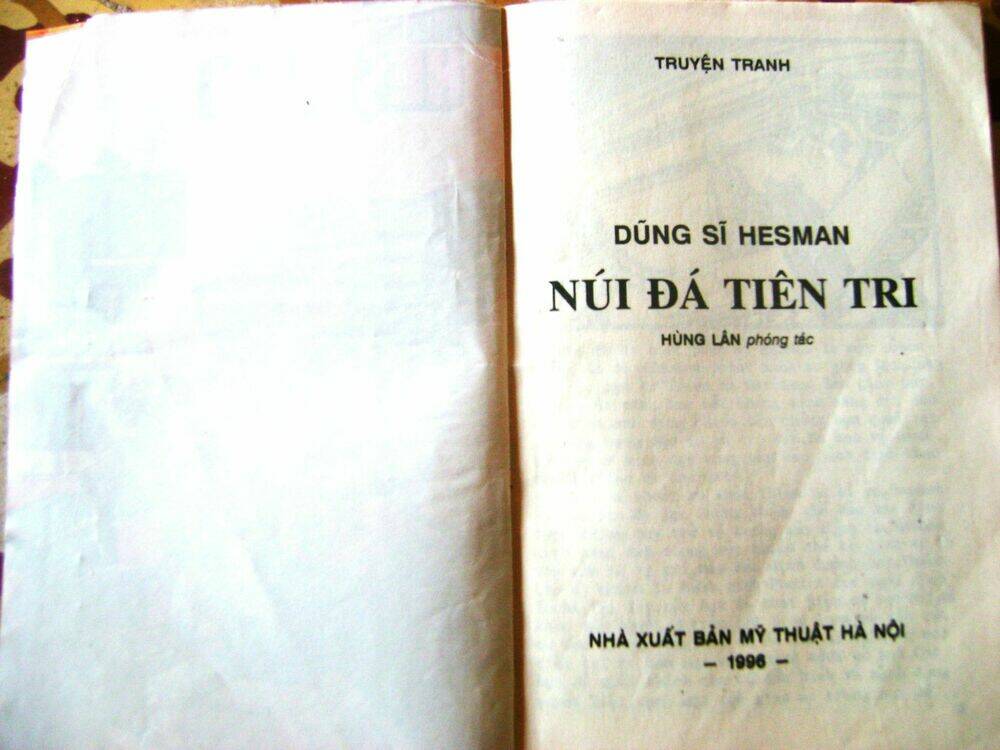 TRUYỆN TRANH
DŨNG SĨ HESMAN
NÚI ĐÁ TIÊN TRI
HÙNG LÂN phóng tác
NHÀ XUẤT BẢN MỸ THUẬT HÀ NỘI
– 1996 –